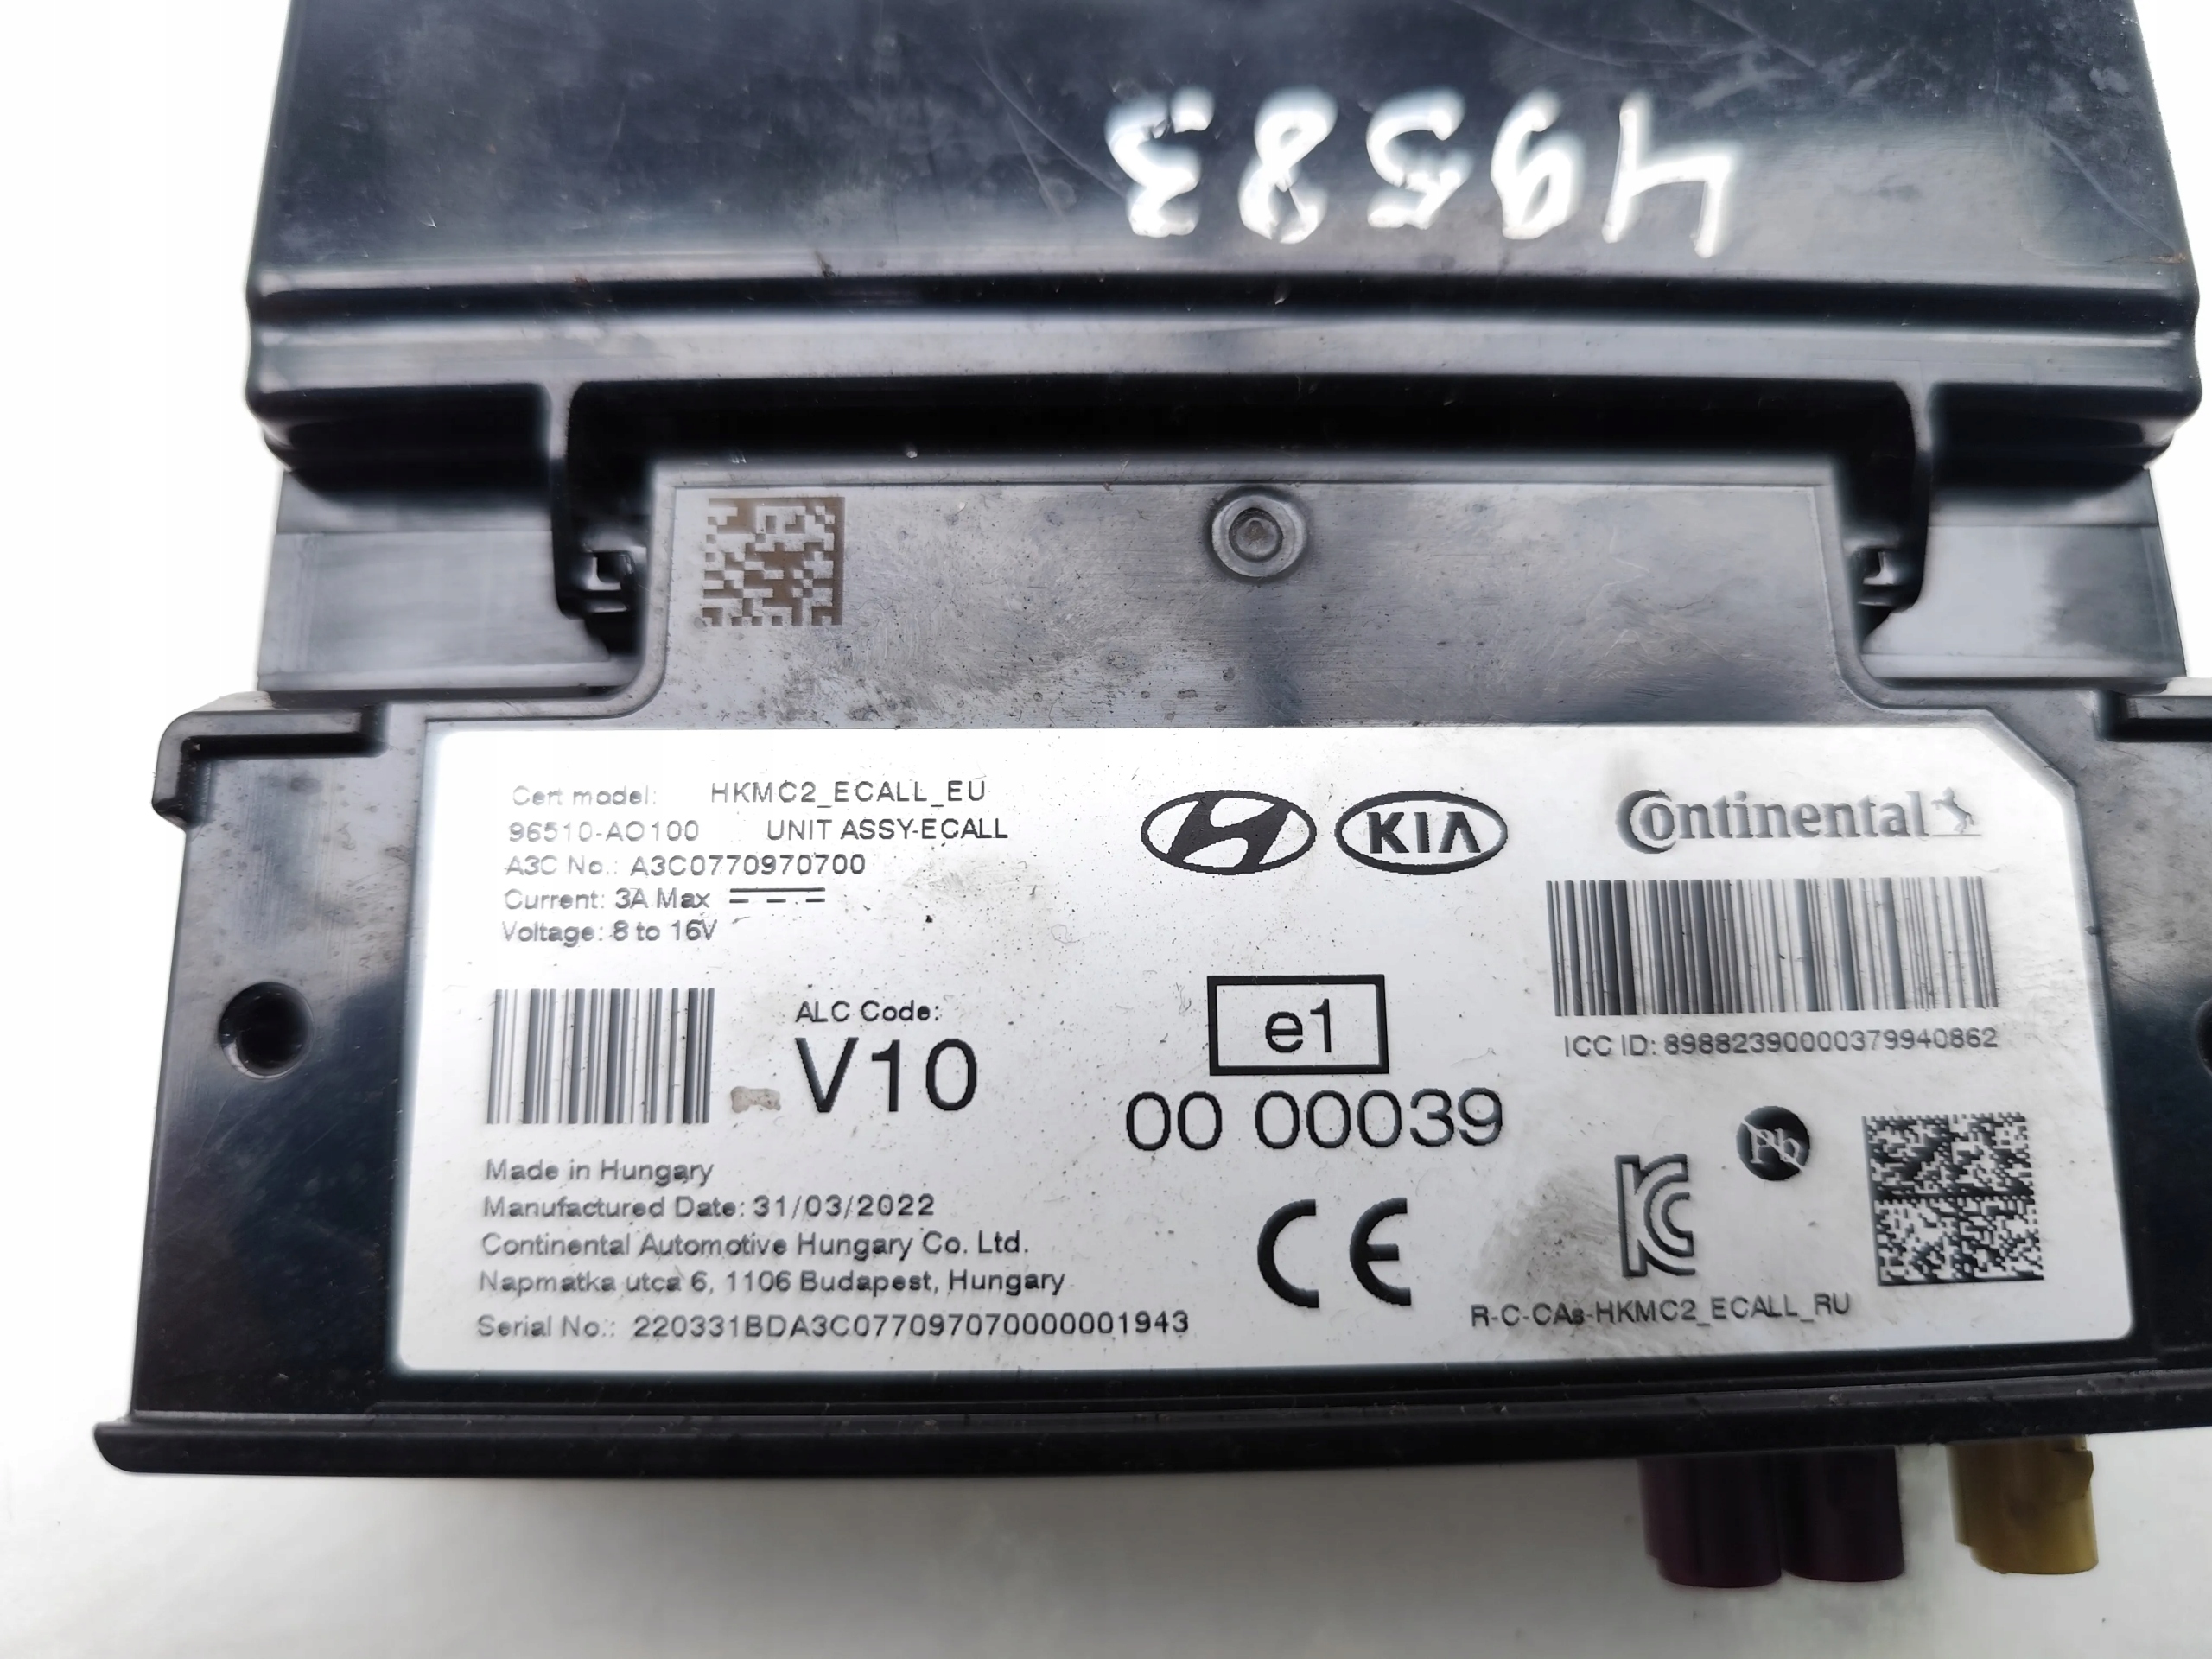 49583
Cert model: HKMC2_ECALL_EU
96510-AO100 UNIT ASSY-ECALL
A3C No.: A3C0770970700
Current: 3A Max
Voltage: 8 to 16V
KIA
Continental
ICC ID: 89882390000379940862
ALC Code:
V10
e1
00 00039
Made in Hungary
Manufactured Date: 31/03/2022
Continental Automotive Hungary Co. Ltd.
Napmatka utca 6, 1106 Budapest, Hungary
Serial No.: 220331BDA3C077097070000001943
CE
KC
Pb
R-C-CAs-HKMC2_ECALL_RU